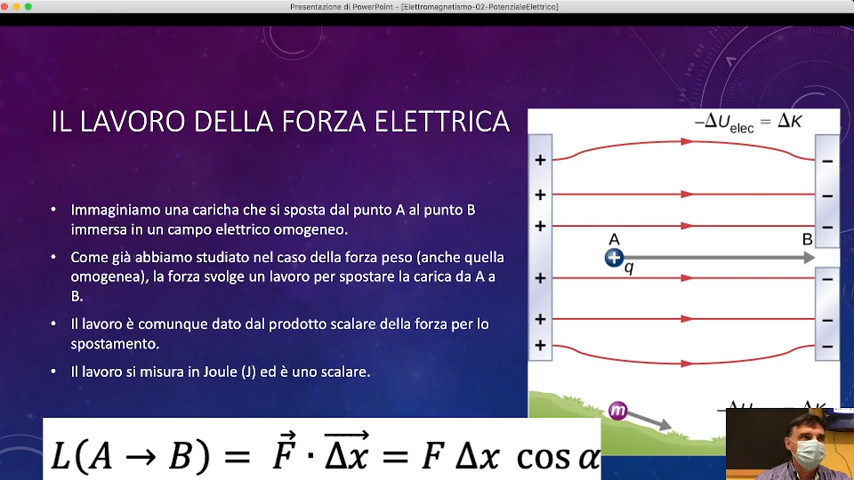 Presentazione di PowerPoint - [Elettromagnetismo-02-PotenzialeElettrico]
IL LAVORO DELLA FORZA ELETTRICA
• Immaginiamo una caricha che si sposta dal punto A al punto B
immersa in un campo elettrico omogeneo.
• Come già abbiamo studiato nel caso della forza peso (anche quella
omogenea), la forza svolge un lavoro per spostare la carica da A a
B.
• Il lavoro è comunque dato dal prodotto scalare della forza per lo
spostamento.
• Il lavoro si misura in Joule (J) ed è uno scalare.
L(A → B) = F⃗ · Δx⃗ = F Δx cos α
−ΔU_elec = ΔK
+ −
+ −
+ −
A B
+ q
+ −
+ −
+ −
m